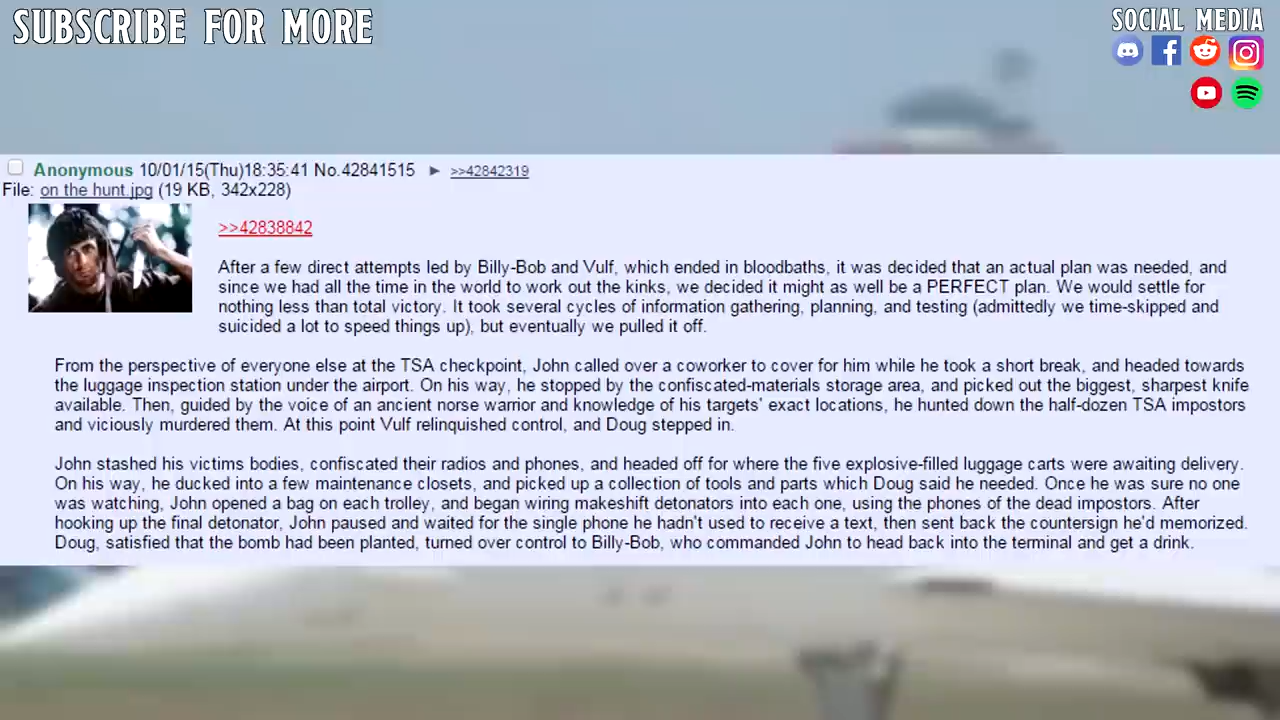 SUBSCRIBE FOR MORE
SOCIAL MEDIA
Anonymous 10/01/15(Thu)18:35:41 No.42841515 ► >>42842319
File: on the hunt.jpg (19 KB, 342x228)
>>42838842
After a few direct attempts led by Billy-Bob and Vulf, which ended in bloodbaths, it was decided that an actual plan was needed, and
since we had all the time in the world to work out the kinks, we decided it might as well be a PERFECT plan. We would settle for
nothing less than total victory. It took several cycles of information gathering, planning, and testing (admittedly we time-skipped and
suicided a lot to speed things up), but eventually we pulled it off.
From the perspective of everyone else at the TSA checkpoint, John called over a coworker to cover for him while he took a short break, and headed towards
the luggage inspection station under the airport. On his way, he stopped by the confiscated-materials storage area, and picked out the biggest, sharpest knife
available. Then, guided by the voice of an ancient norse warrior and knowledge of his targets' exact locations, he hunted down the half-dozen TSA impostors
and viciously murdered them. At this point Vulf relinquished control, and Doug stepped in.
John stashed his victims bodies, confiscated their radios and phones, and headed off for where the five explosive-filled luggage carts were awaiting delivery.
On his way, he ducked into a few maintenance closets, and picked up a collection of tools and parts which Doug said he needed. Once he was sure no one
was watching, John opened a bag on each trolley, and began wiring makeshift detonators into each one, using the phones of the dead impostors. After
hooking up the final detonator, John paused and waited for the single phone he hadn't used to receive a text, then sent back the countersign he'd memorized.
Doug, satisfied that the bomb had been planted, turned over control to Billy-Bob, who commanded John to head back into the terminal and get a drink.